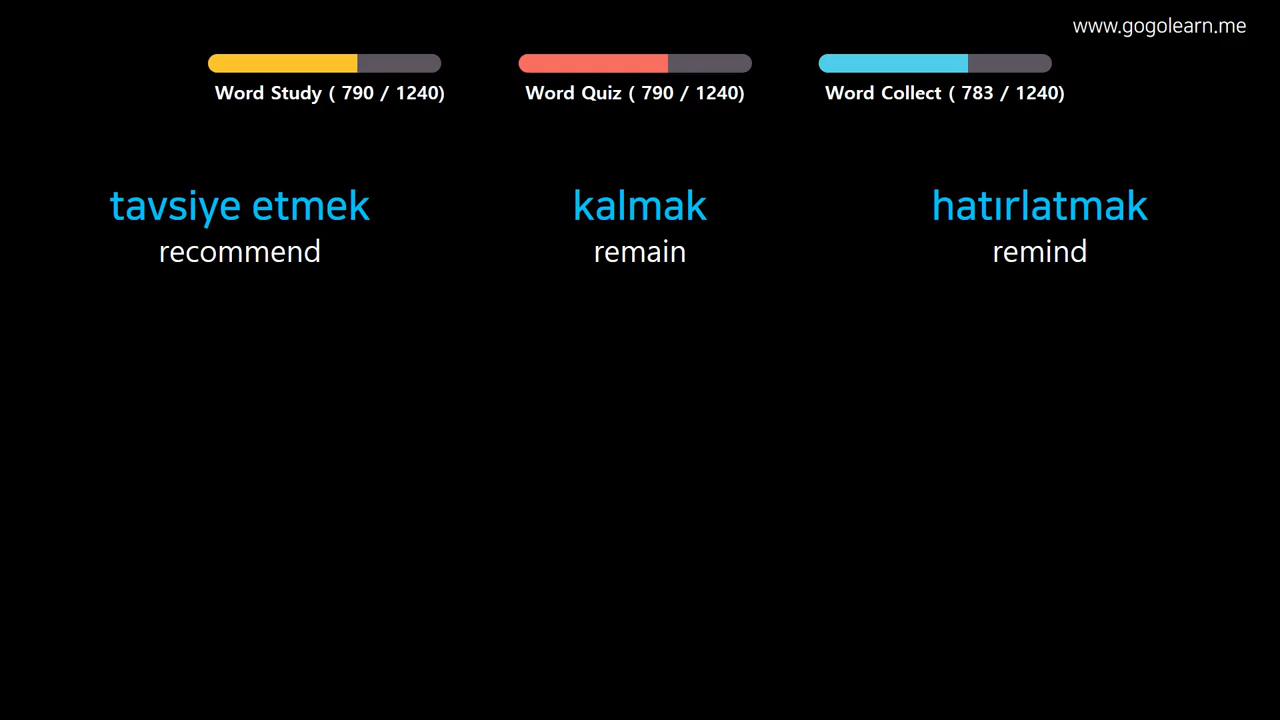 www.gogolearn.me
Word Study ( 790 / 1240)
Word Quiz ( 790 / 1240)
Word Collect ( 783 / 1240)
tavsiye etmek
recommend
kalmak
remain
hatırlatmak
remind